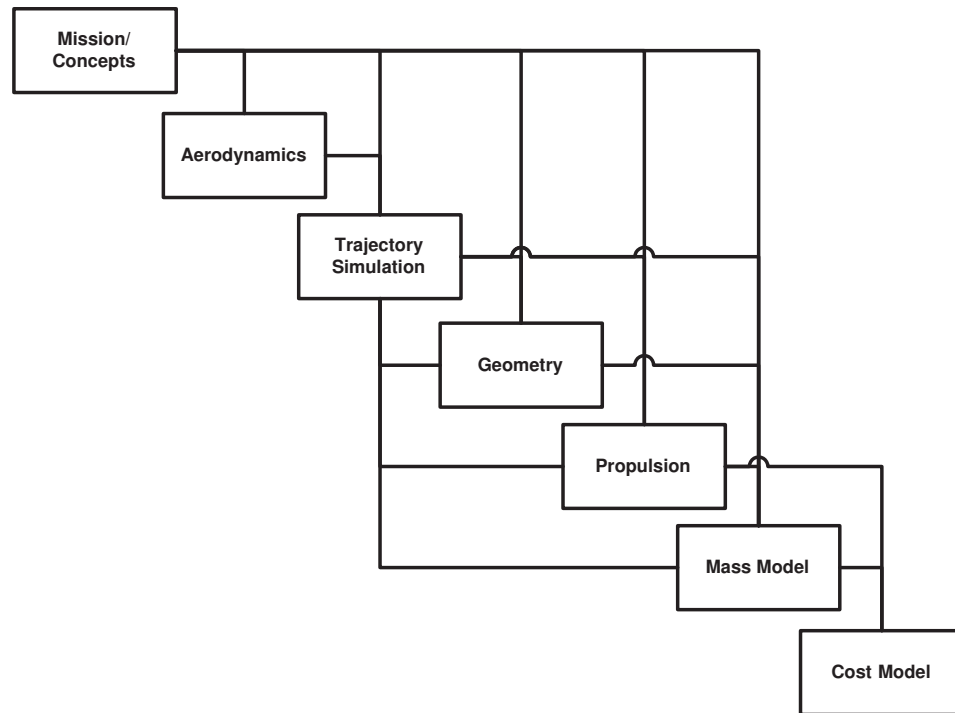 Mission/
Concepts
Aerodynamics
Trajectory
Simulation
Geometry
Propulsion
Mass Model
Cost Model